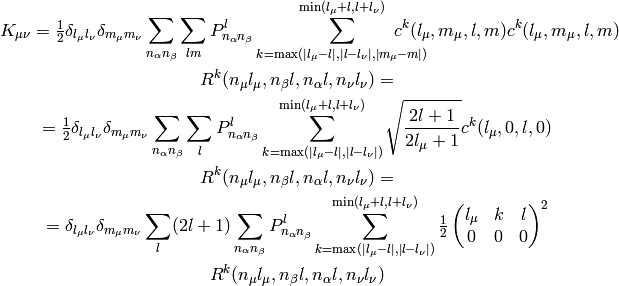 K_{\mu\nu} = \frac{1}{2}\delta_{l_\mu l_\nu}\delta_{m_\mu m_\nu}\sum_{n_\alpha n_\beta}\sum_{lm} P^l_{n_\alpha n_\beta}\sum_{k=\max(|l_\mu-l|,|l-l_\nu|,|m_\mu-m|)}^{\min(l_\mu+l,l+l_\nu)} c^k(l_\mu,m_\mu,l,m)c^k(l_\mu,m_\mu,l,m)
R^k(n_\mu l_\mu, n_\beta l, n_\alpha l, n_\nu l_\nu) =
= \frac{1}{2}\delta_{l_\mu l_\nu}\delta_{m_\mu m_\nu}\sum_{n_\alpha n_\beta}\sum_{l} P^l_{n_\alpha n_\beta}\sum_{k=\max(|l_\mu-l|,|l-l_\nu|)}^{\min(l_\mu+l,l+l_\nu)} \sqrt{\frac{2l+1}{2l_\mu+1}}c^k(l_\mu,0,l,0)
R^k(n_\mu l_\mu, n_\beta l, n_\alpha l, n_\nu l_\nu) =
= \delta_{l_\mu l_\nu}\delta_{m_\mu m_\nu}\sum_{l}(2l+1)\sum_{n_\alpha n_\beta} P^l_{n_\alpha n_\beta}\sum_{k=\max(|l_\mu-l|,|l-l_\nu|)}^{\min(l_\mu+l,l+l_\nu)} \frac{1}{2}\begin{pmatrix} l_\mu & k & l \\ 0 & 0 & 0 \end{pmatrix}^2
R^k(n_\mu l_\mu, n_\beta l, n_\alpha l, n_\nu l_\nu)